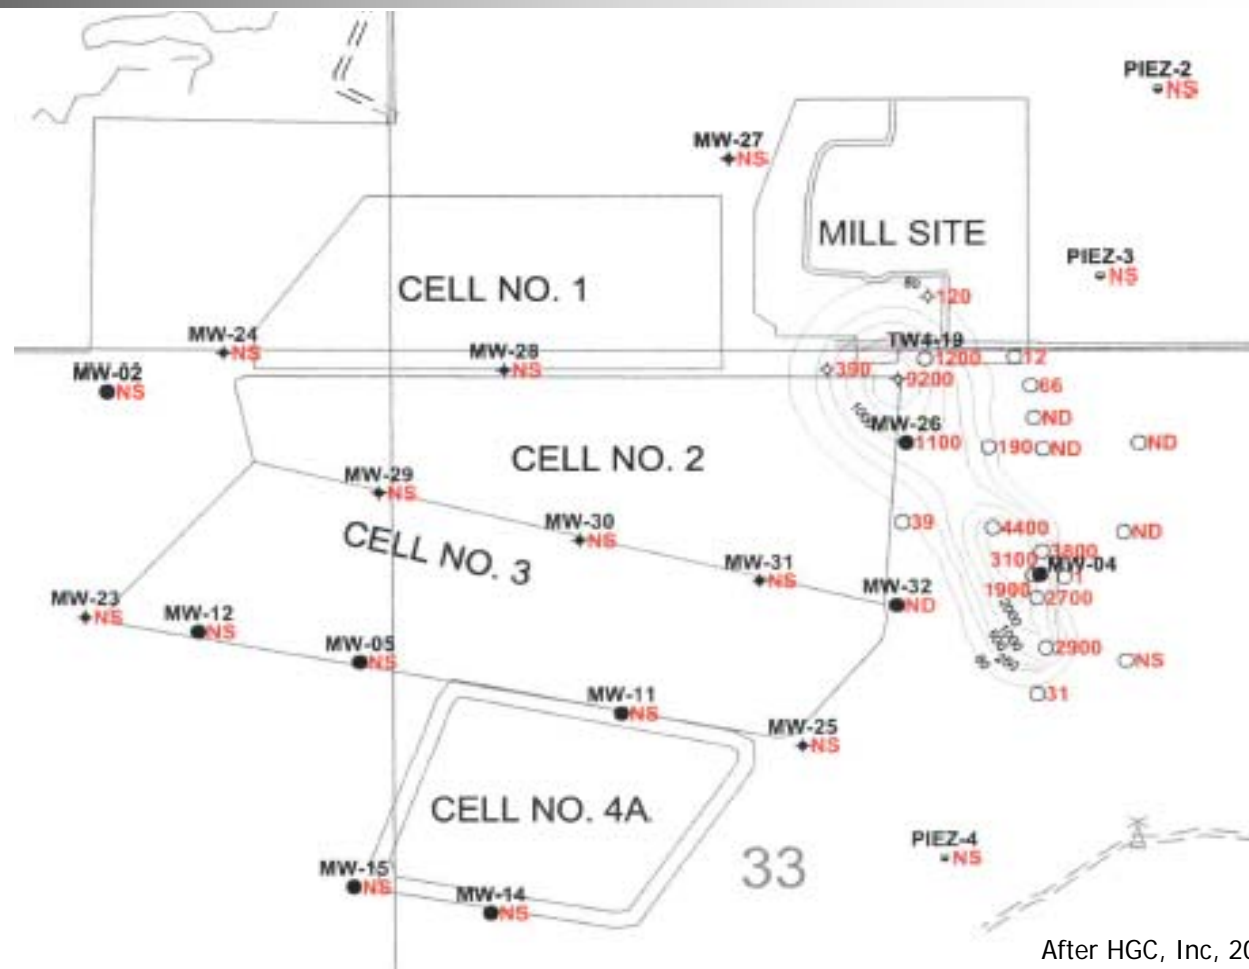 PIEZ-2
NS
MW-27
NS
MILL SITE
PIEZ-3
NS
CELL NO. 1
120
MW-24
NS
MW-28
NS
TW4-19
1200
12
MW-02
NS
390
9200
66
ND
MW-26
1100
190
ND
ND
CELL NO. 2
MW-29
NS
MW-30
NS
39
4400
ND
CELL NO. 3
MW-31
NS
3800
3100
MW-04
1
1900
2700
MW-32
ND
MW-23
NS
MW-12
NS
2000
1000
MW-05
NS
2900
NS
31
MW-11
NS
MW-25
NS
CELL NO. 4A
33
PIEZ-4
NS
MW-15
NS
MW-14
NS
After HGC, Inc, 20